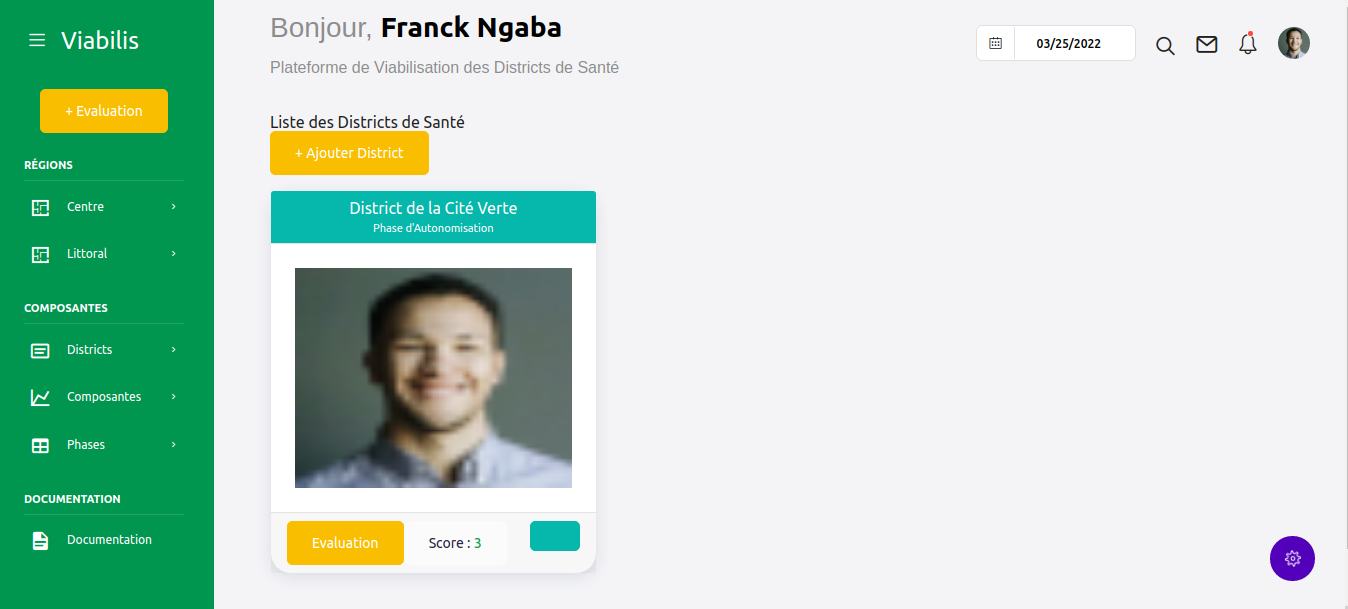 Viabilis
+ Evaluation
RÉGIONS
Centre
Littoral
COMPOSANTES
Districts
Composantes
Phases
DOCUMENTATION
Documentation
Bonjour, Franck Ngaba
Plateforme de Viabilisation des Districts de Santé
03/25/2022
Liste des Districts de Santé
+ Ajouter District
District de la Cité Verte
Phase d'Autonomisation
Evaluation
Score : 3